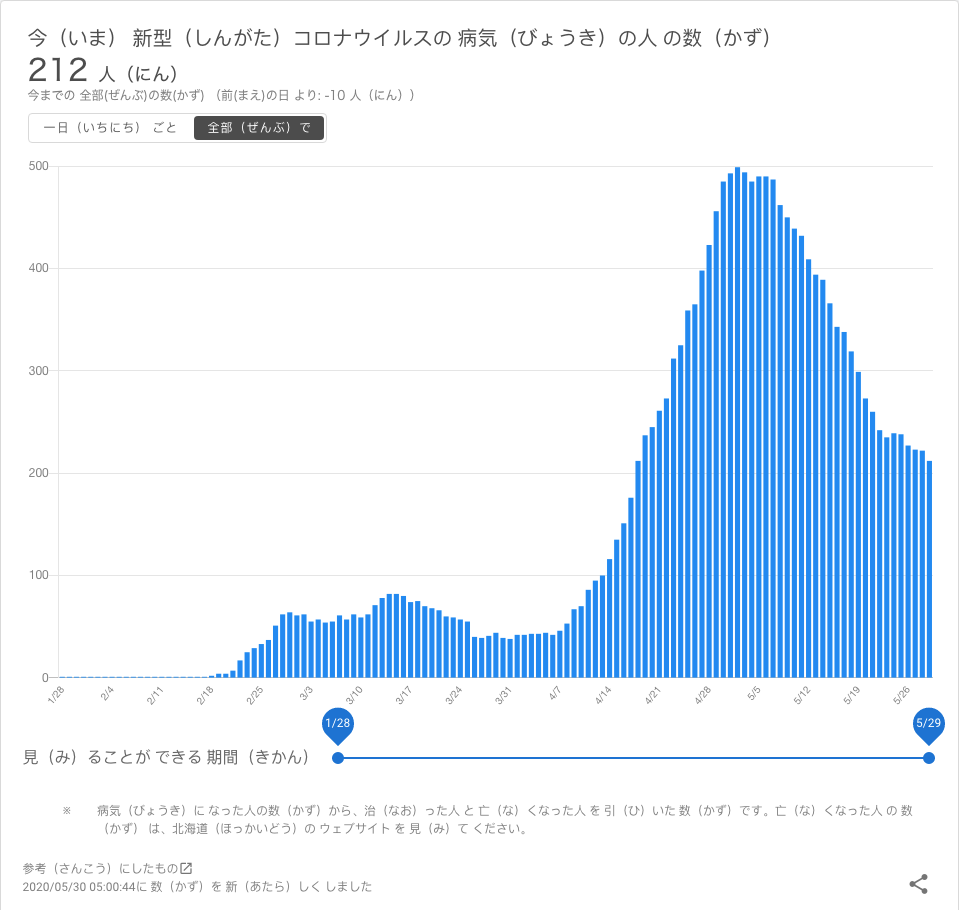 今（いま） 新型（しんがた）コロナウイルスの 病気（びょうき）の人 の数（かず）
212 人（にん）
今までの 全部(ぜんぶ)の数(かず) （前(まえ)の日 より: -10 人（にん））
一日（いちにち） ごと 全部（ぜんぶ）で
500
400
300
200
100
0
1/28 2/4 2/11 2/18 2/25 3/3 3/10 3/17 3/24 3/31 4/7 4/14 4/21 4/28 5/5 5/12 5/19 5/26
1/28 5/29
見（み）ることが できる 期間（きかん）
※ 病気（びょうき）に なった人の数（かず）から、治（なお）った人 と 亡（な）くなった人 を 引（ひ）いた 数（かず）です。亡（な）くなった人 の 数
（かず） は、北海道（ほっかいどう）の ウェブサイト を 見（み）て ください。
参考（さんこう）にしたもの
2020/05/30 05:00:44に 数（かず）を 新（あたら）しく しました